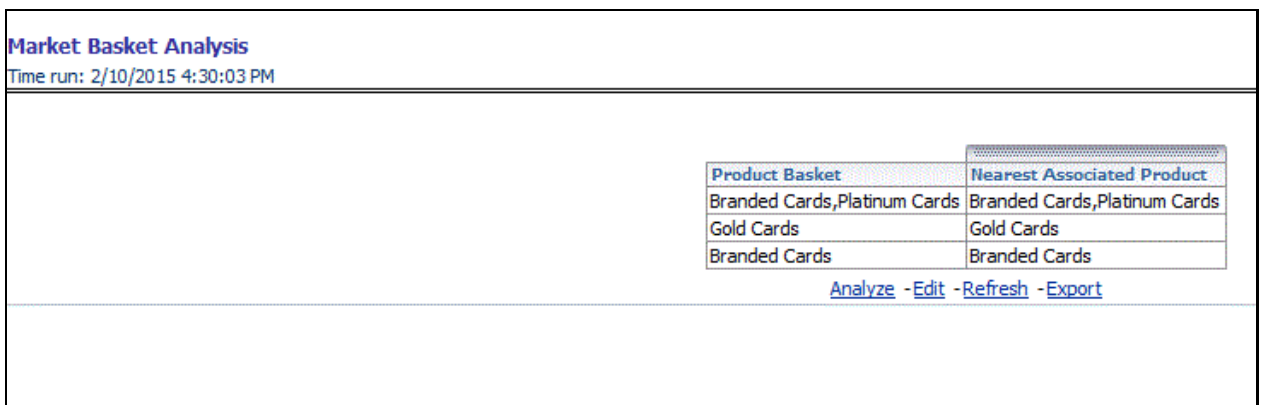 Market Basket Analysis
Time run: 2/10/2015 4:30:03 PM
Product Basket Nearest Associated Product
Branded Cards,Platinum Cards Branded Cards,Platinum Cards
Gold Cards Gold Cards
Branded Cards Branded Cards
Analyze - Edit - Refresh - Export